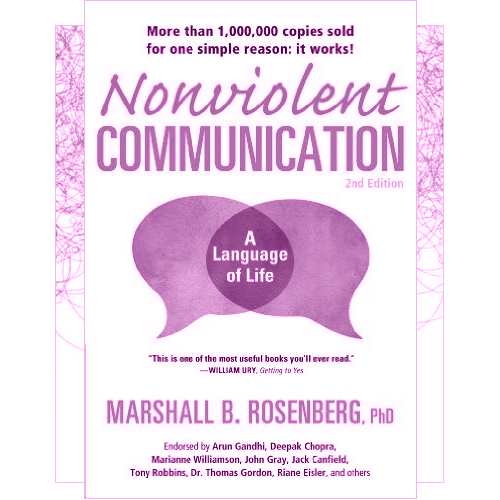 More than 1,000,000 copies sold
for one simple reason: it works!
Nonviolent
COMMUNICATION
2nd Edition
A
Language
of Life
"This is one of the most useful books you'll ever read."
—WILLIAM URY, Getting to Yes
MARSHALL B. ROSENBERG, PhD
Endorsed by Arun Gandhi, Deepak Chopra,
Marianne Williamson, John Gray, Jack Canfield,
Tony Robbins, Dr. Thomas Gordon, Riane Eisler, and others